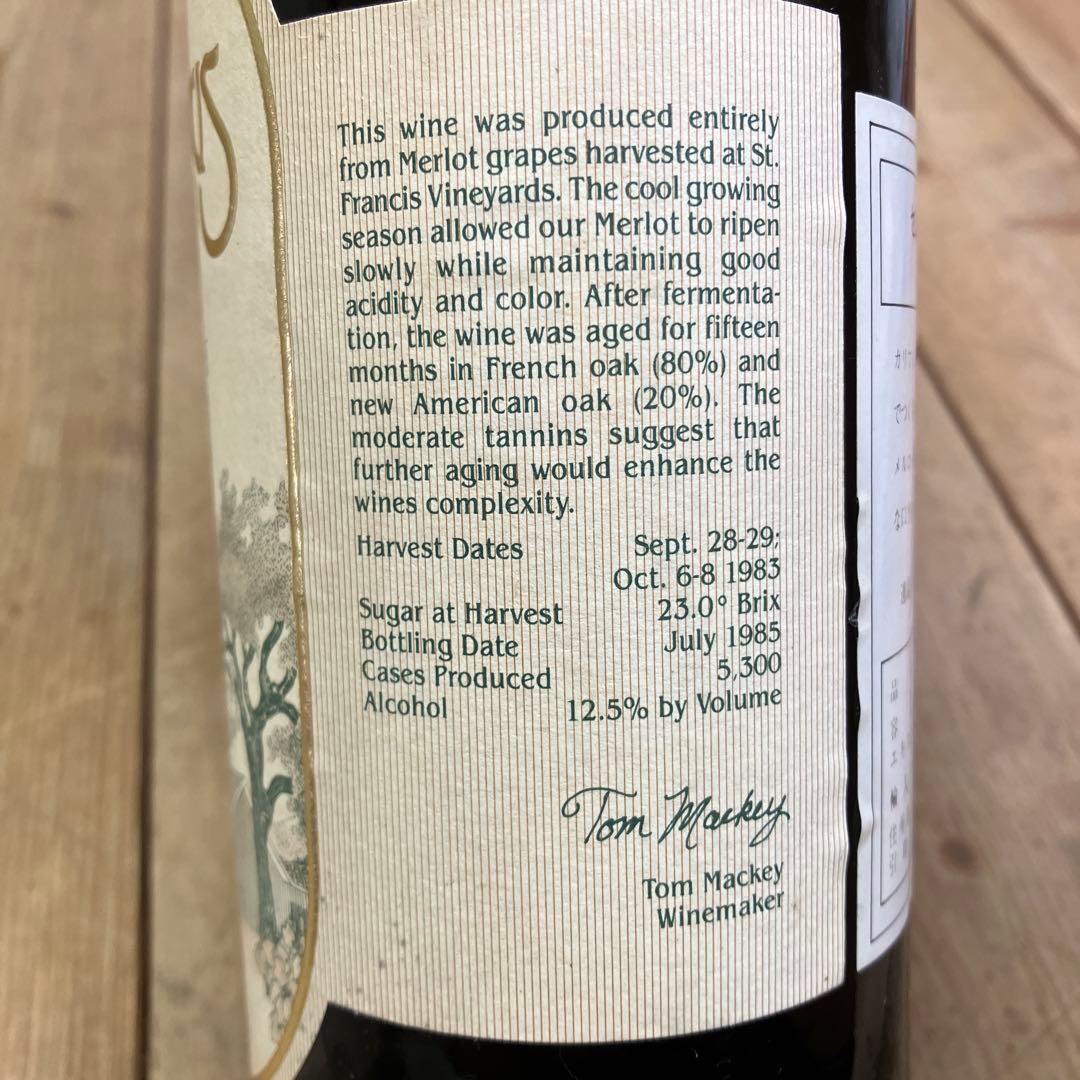 This wine was produced entirely
from Merlot grapes harvested at St.
Francis Vineyards. The cool growing
season allowed our Merlot to ripen
slowly while maintaining good
acidity and color. After fermenta-
tion, the wine was aged for fifteen
months in French oak (80%) and
new American oak (20%). The
moderate tannins suggest that
further aging would enhance the
wines complexity.
Harvest Dates Sept. 28-29;
Oct. 6-8 1983
Sugar at Harvest 23.0° Brix
Bottling Date July 1985
Cases Produced 5,300
Alcohol 12.5% by Volume
Tom Mackey
Tom Mackey
Winemaker